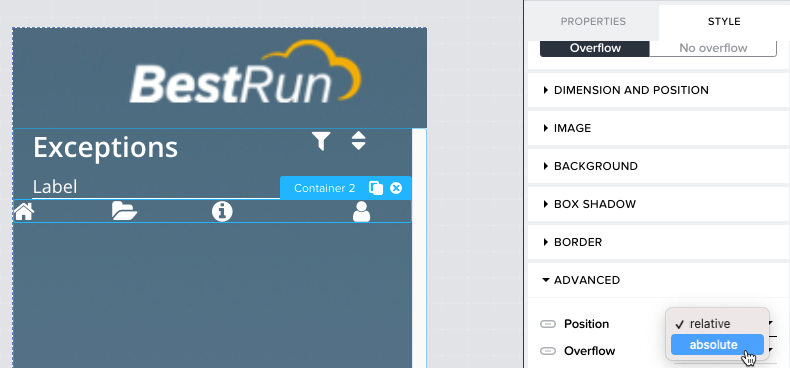 PROPERTIES
STYLE
Overflow
No overflow
DIMENSION AND POSITION
IMAGE
BACKGROUND
BOX SHADOW
BORDER
ADVANCED
Position
relative
absolute
Overflow
BestRun
Exceptions
Label
Container 2